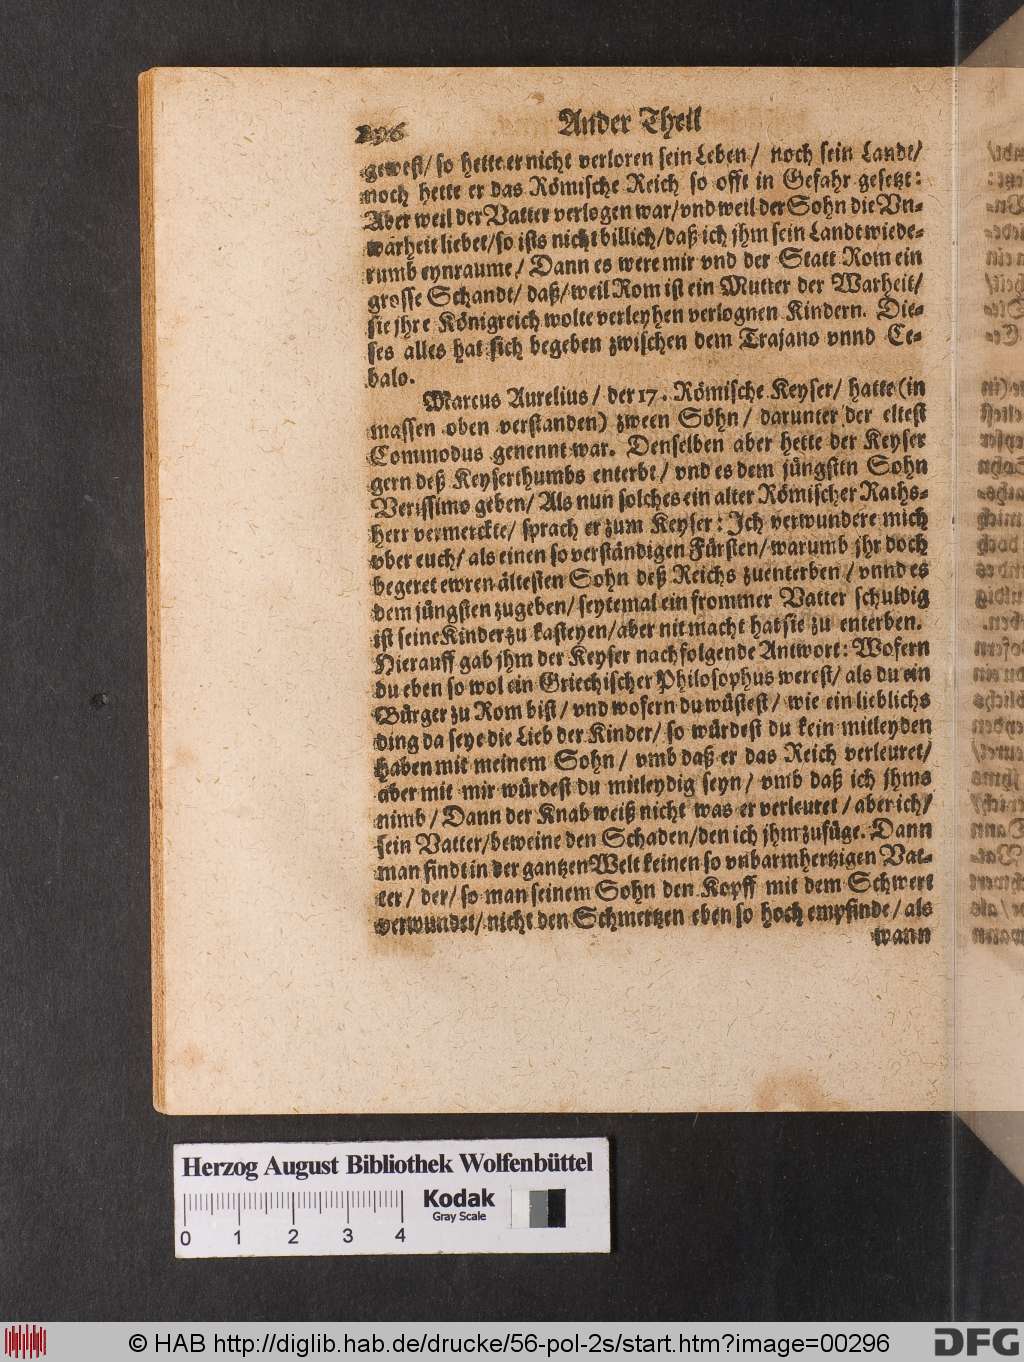 296 Ander Theil
gewest/ so hette er nicht verloren sein Leben/ noch sein Landt/
noch hette er das Römische Reich so offt in Gefahr gesetzt:
Aber weil der Vatter verlogen war/ vnd weil der Sohn die Vn-
warheit liebet/ so ists nicht billich/ daß ich jhm sein Landt wiede-
rumb eynraume/ Dann es were mir vnd der Statt Rom ein
grosse Schandt/ daß/ weil Rom ist ein Mutter der Warheit/
sie jhre Königreich wolte verleyhen verlognen Kindern. Die-
ses alles hat sich begeben zwischen dem Trajano vnnd Ce-
balo.
Marcus Aurelius/ der 17. Römische Keyser/ hatte (in
massen oben verstanden) zween Söhn/ darunter der eltest
Commodus genennt war. Denselben aber hette der Keyser
gern deß Keyserthumbs enterbt/ vnd es dem jüngsten Sohn
Verissimo geben/ Als nun solches ein alter Römischer Raths-
herr vermerckte/ sprach er zum Keyser: Ich verwundere mich
vber euch/ als einen so verständigen Fürsten/ warumb jhr doch
begeret ewren ältesten Sohn deß Reichs zuenterben/ vnnd es
dem jüngsten zugeben/ seytemal ein frommer Vatter schuldig
ist seine Kinder zu kasteyen/ aber nit macht hat sie zu enterben.
Hierauff gab jhm der Keyser nachfolgende Antwort: Wofern
du eben so wol ein Griechischer Philosophus werest/ als du ein
Bürger zu Rom bist/ vnd wofern du wüstest/ wie ein lieblichs
ding da seye die Lieb der Kinder/ so würdest du kein mitleyden
haben mit meinem Sohn/ vmb daß er das Reich verleuret/
aber mit mir würdest du mitleydig seyn/ vmb daß ich jhms
nimb/ Dann der Knab weiß nicht was er verleuret/ aber ich/
sein Vatter/ beweine den Schaden/ den ich jhm zufüge. Dann
man findt in der gantzen Welt keinen so vnbarmhertzigen Vat-
ter/ der/ so man seinem Sohn den Kopff mit dem Schwert
verwundet/ nicht den Schmertzen eben so hoch empfinde/ als
wann
Herzog August Bibliothek Wolfenbüttel
Kodak
Gray Scale
0 1 2 3 4
© HAB http://diglib.hab.de/drucke/56-pol-2s/start.htm?image=00296
DFG